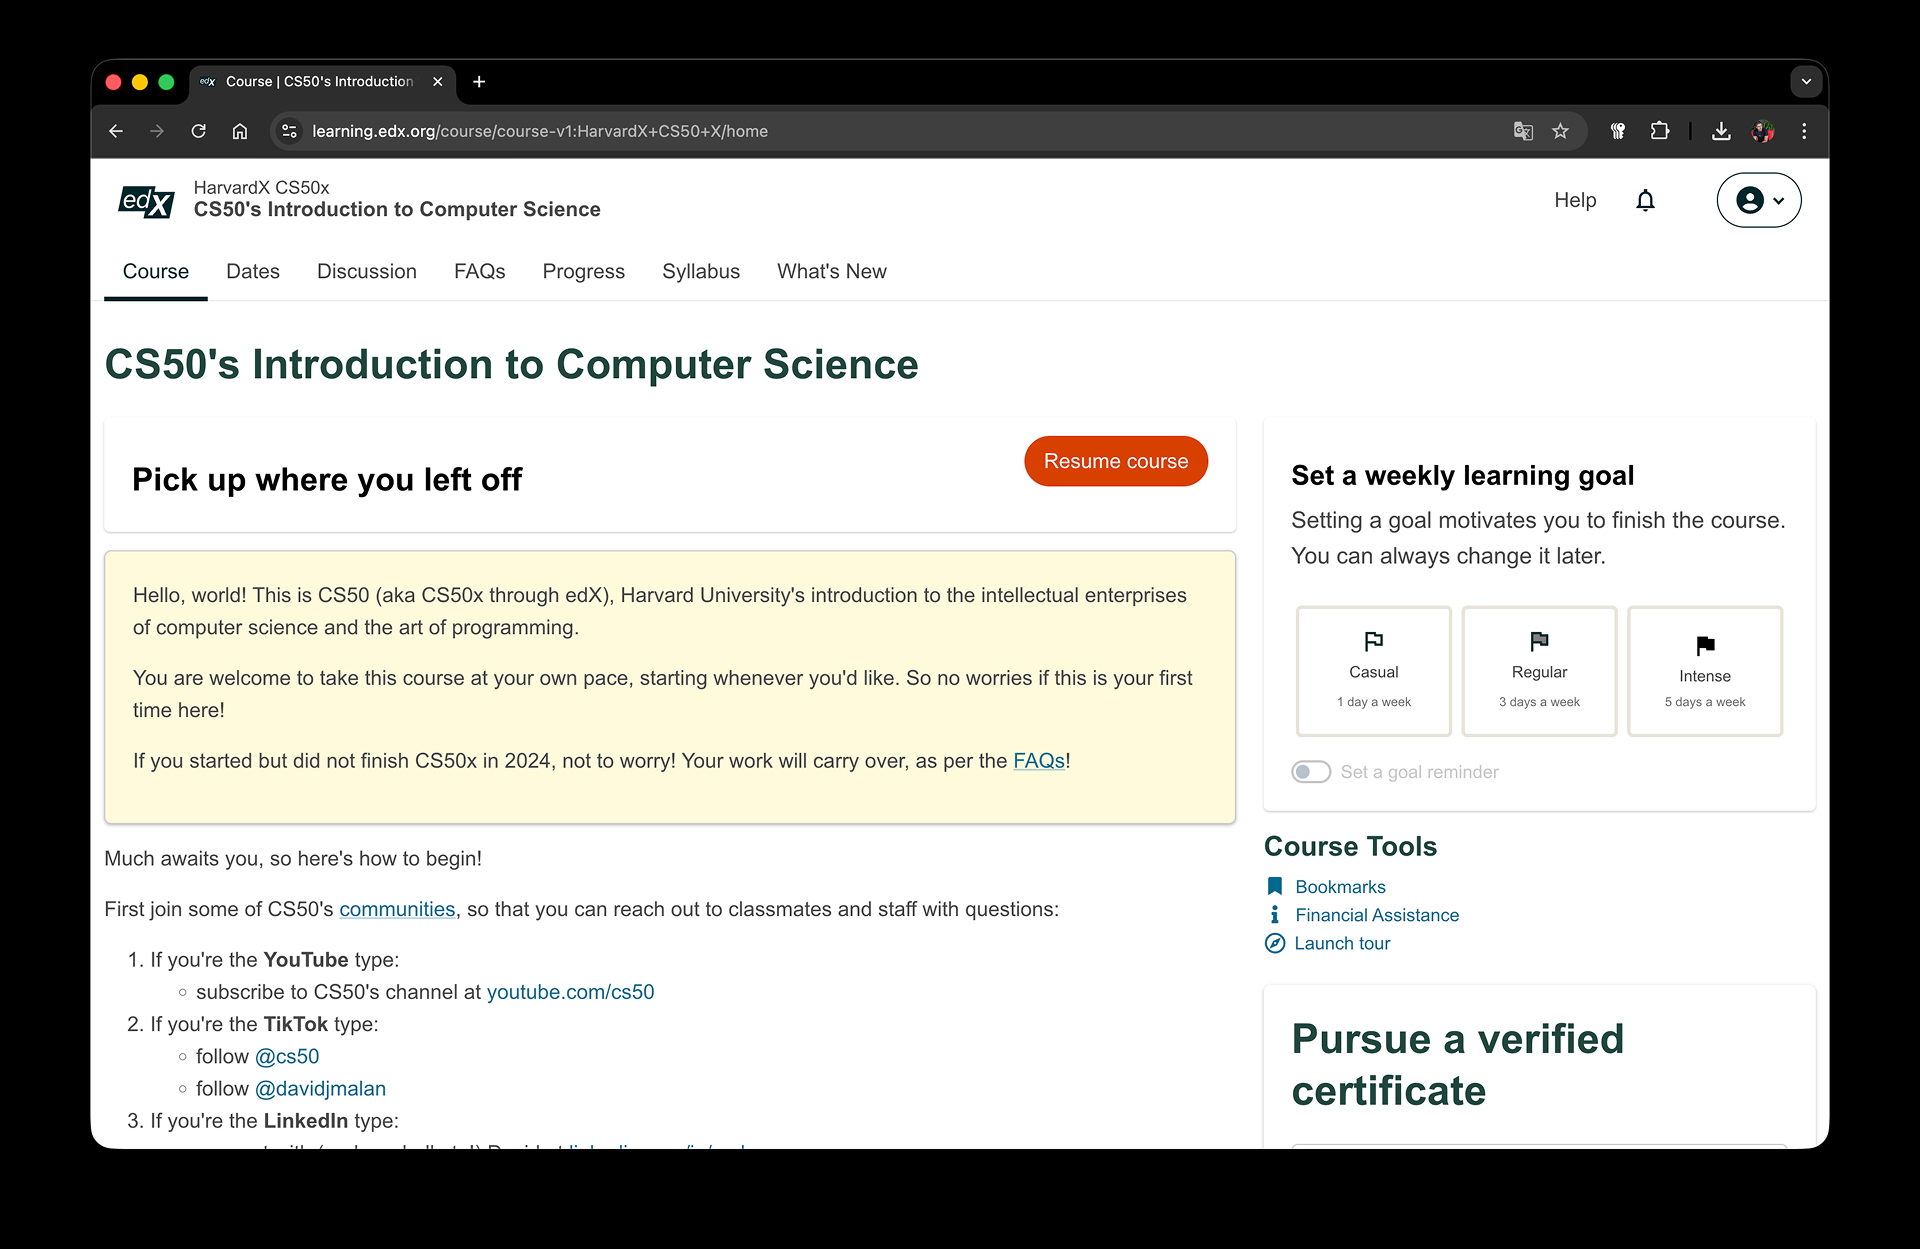 edX Course | CS50's Introduction
learning.edx.org/course/course-v1:HarvardX+CS50+X/home
edX
HarvardX CS50x
CS50's Introduction to Computer Science
Help
Course Dates Discussion FAQs Progress Syllabus What's New
CS50's Introduction to Computer Science
Pick up where you left off
Resume course
Hello, world! This is CS50 (aka CS50x through edX), Harvard University's introduction to the intellectual enterprises
of computer science and the art of programming.
You are welcome to take this course at your own pace, starting whenever you'd like. So no worries if this is your first
time here!
If you started but did not finish CS50x in 2024, not to worry! Your work will carry over, as per the FAQs!
Much awaits you, so here's how to begin!
First join some of CS50's communities, so that you can reach out to classmates and staff with questions:
1. If you're the YouTube type:
subscribe to CS50's channel at youtube.com/cs50
2. If you're the TikTok type:
follow @cs50
follow @davidjmalan
3. If you're the LinkedIn type:
Set a weekly learning goal
Setting a goal motivates you to finish the course.
You can always change it later.
Casual
1 day a week
Regular
3 days a week
Intense
5 days a week
Set a goal reminder
Course Tools
Bookmarks
Financial Assistance
Launch tour
Pursue a verified
certificate